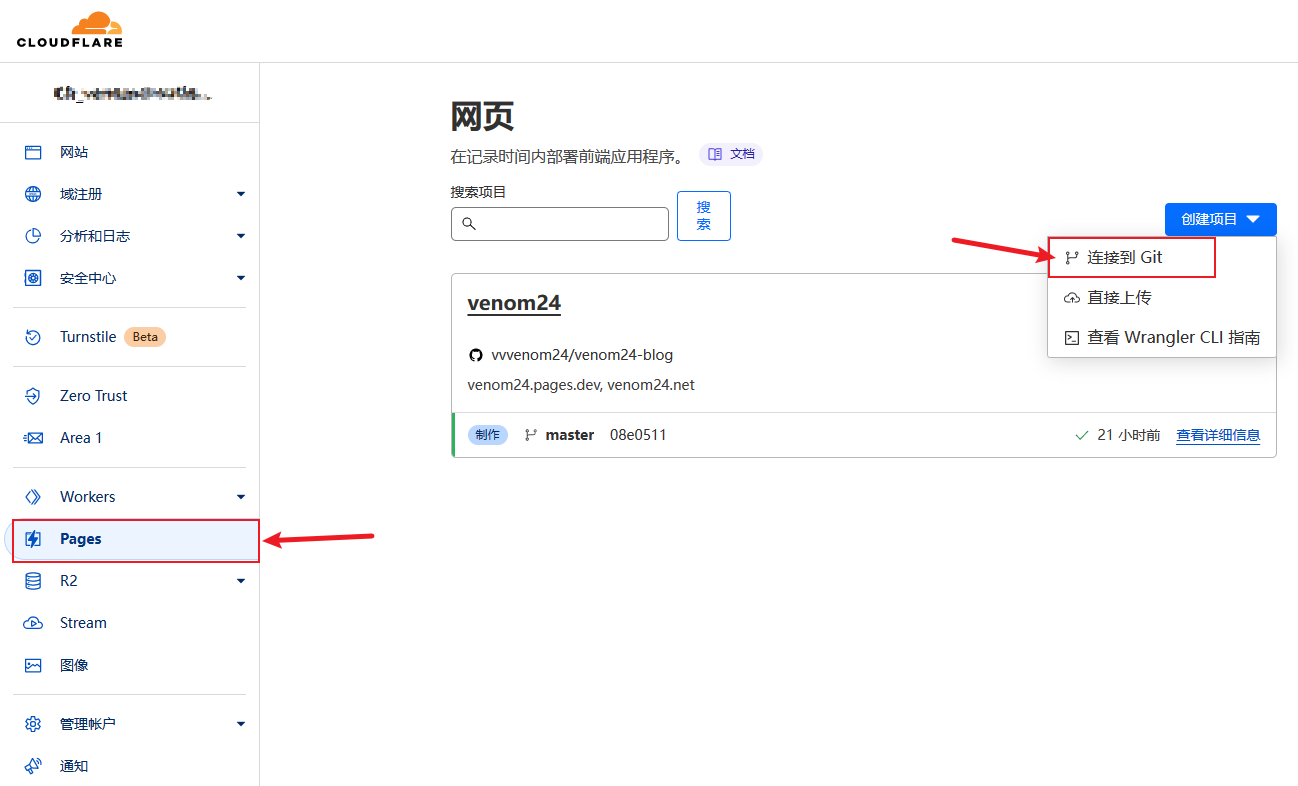 CLOUDFLARE
网站
域注册
分析和日志
安全中心
Turnstile Beta
Zero Trust
Area 1
Workers
Pages
R2
Stream
图像
管理帐户
通知
网页
在记录时间内部署前端应用程序。 文档
搜索项目
搜
索
创建项目
连接到 Git
直接上传
查看 Wrangler CLI 指南
venom24
vvvenom24/venom24-blog
venom24.pages.dev, venom24.net
制作 master 08e0511 21 小时前 查看详细信息